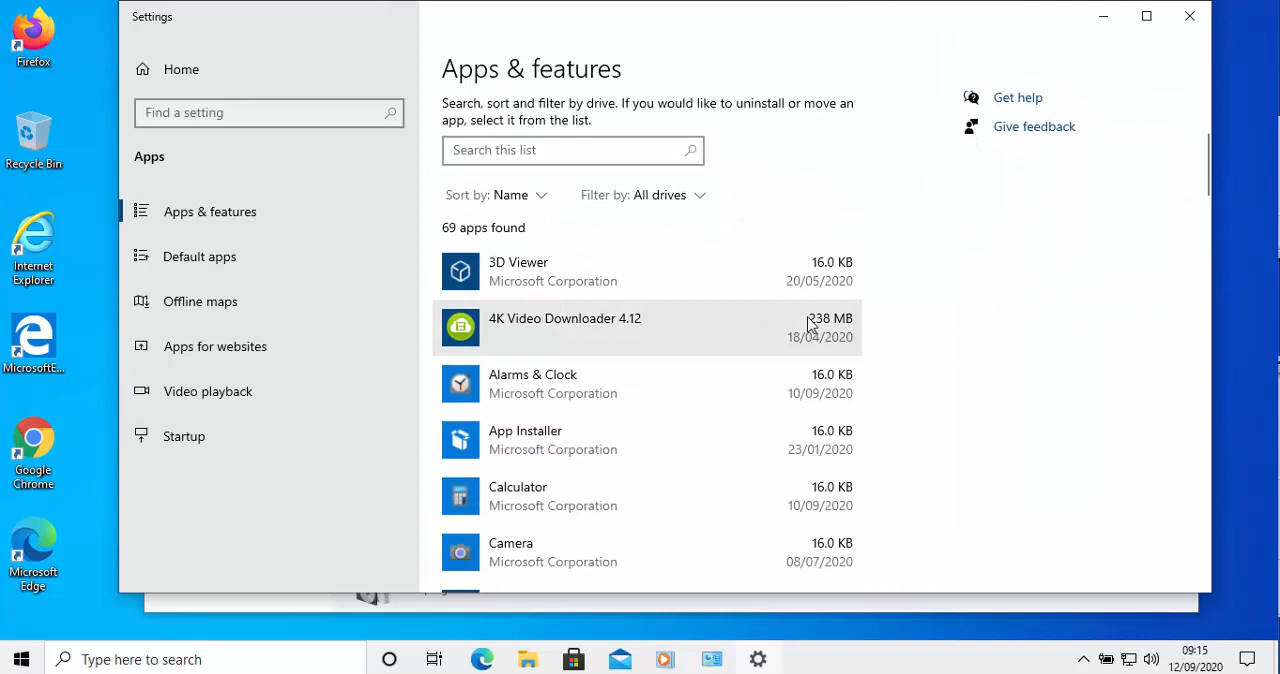 Firefox
Recycle Bin
Internet
Explorer
MicrosoftE...
Google
Chrome
Microsoft
Edge
Settings
Home
Find a setting
Apps
Apps & features
Default apps
Offline maps
Apps for websites
Video playback
Startup
Apps & features
Search, sort and filter by drive. If you would like to uninstall or move an
app, select it from the list.
Search this list
Sort by: Name Filter by: All drives
69 apps found
3D Viewer 16.0 KB
Microsoft Corporation 20/05/2020
4K Video Downloader 4.12 238 MB
18/04/2020
Alarms & Clock 16.0 KB
Microsoft Corporation 10/09/2020
App Installer 16.0 KB
Microsoft Corporation 23/01/2020
Calculator 16.0 KB
Microsoft Corporation 10/09/2020
Camera 16.0 KB
Microsoft Corporation 08/07/2020
Get help
Give feedback
Type here to search
09:15
12/09/2020